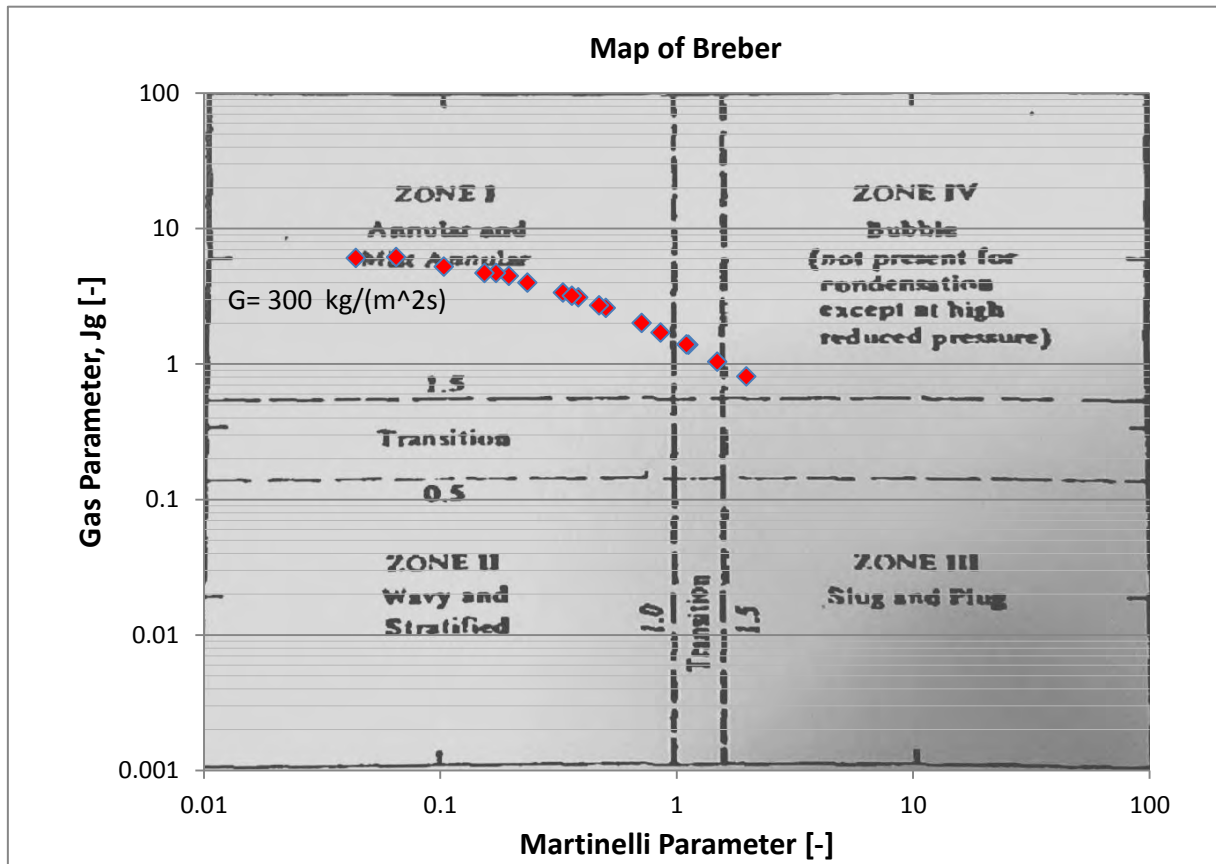 Map of Breber
100
10
1
0.1
0.01
0.001
Gas Parameter, Jg [-]
ZONE I
Annular and
Mist Annular
G= 300 kg/(m^2s)
1.5
Transition
0.5
ZONE II
Wavy and
Stratified
1.0
Transition
1.5
ZONE IV
Bubble
(not present for
condensation
except at high
reduced pressure)
ZONE III
Slug and Plug
0.01
0.1
1
10
100
Martinelli Parameter [-]